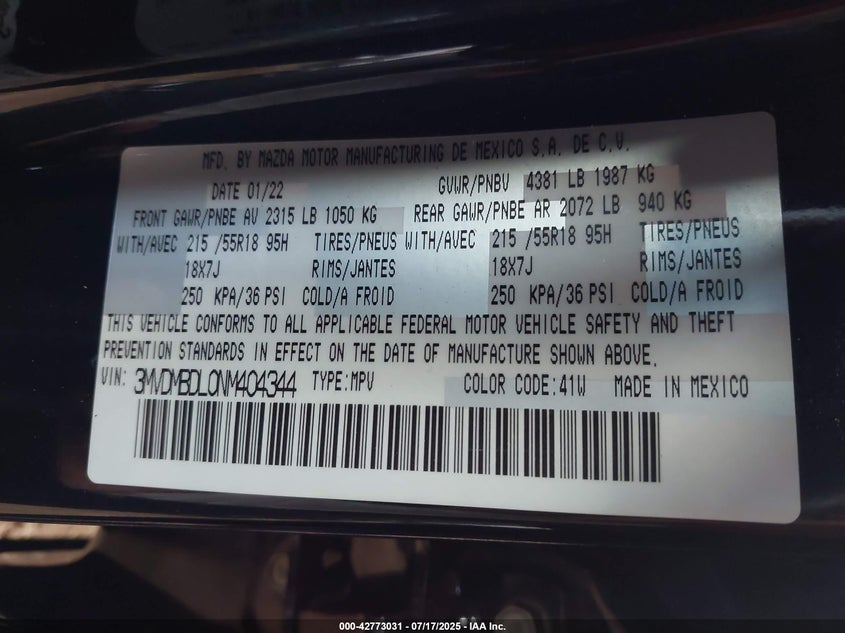 MFD. BY MAZDA MOTOR MANUFACTURING DE MEXICO S.A. DE C.V.
DATE 01/22 GVWR/PNBV 4381 LB 1987 KG
FRONT GAWR/PNBE AV 2315 LB 1050 KG REAR GAWR/PNBE AR 2072 LB 940 KG
WITH/AVEC 215 /55R18 95H TIRES/PNEUS WITH/AVEC 215 /55R18 95H TIRES/PNEUS
18X7J RIMS/JANTES 18X7J RIMS/JANTES
250 KPA/36 PSI COLD/A FROID 250 KPA/36 PSI COLD/A FROID
THIS VEHICLE CONFORMS TO ALL APPLICABLE FEDERAL MOTOR VEHICLE SAFETY AND THEFT
PREVENTION STANDARDS IN EFFECT ON THE DATE OF MANUFACTURE SHOWN ABOVE.
VIN: 3MVDMBDL0NM404344 TYPE:MPV COLOR CODE:41W MADE IN MEXICO
000-42773031 - 07/17/2025 - IAA Inc.